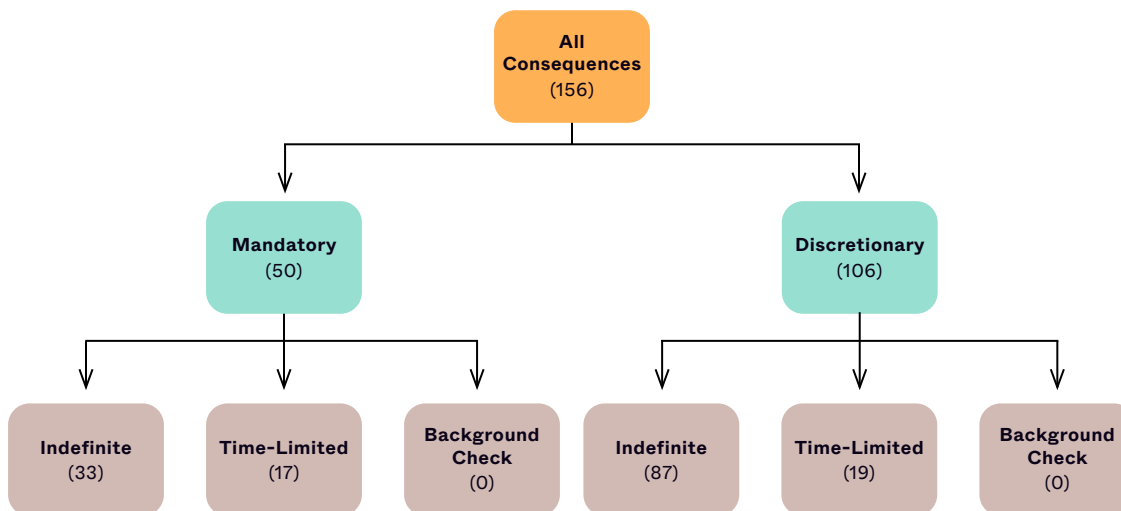 All
Consequences
(156)
Mandatory
(50)
Discretionary
(106)
Indefinite
(33)
Time-Limited
(17)
Background
Check
(0)
Indefinite
(87)
Time-Limited
(19)
Background
Check
(0)